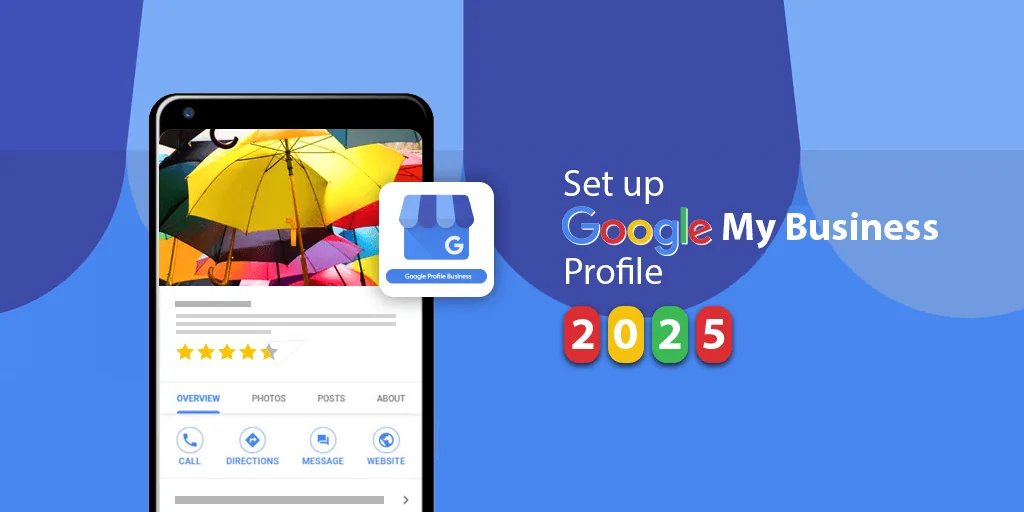 Set up
Google My Business
Profile
2025
G
Google Profile Business
OVERVIEW PHOTOS POSTS ABOUT
CALL DIRECTIONS MESSAGE WEBSITE